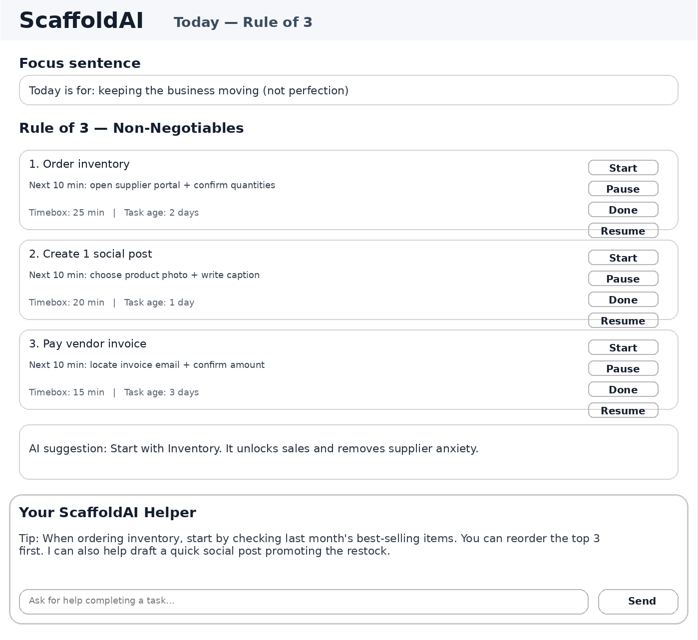 ScaffoldAI
Today — Rule of 3
Focus sentence
Today is for: keeping the business moving (not perfection)
Rule of 3 — Non-Negotiables
1. Order inventory
Next 10 min: open supplier portal + confirm quantities
Timebox: 25 min | Task age: 2 days
Start
Pause
Done
Resume
2. Create 1 social post
Next 10 min: choose product photo + write caption
Timebox: 20 min | Task age: 1 day
Start
Pause
Done
Resume
3. Pay vendor invoice
Next 10 min: locate invoice email + confirm amount
Timebox: 15 min | Task age: 3 days
Start
Pause
Done
Resume
AI suggestion: Start with Inventory. It unlocks sales and removes supplier anxiety.
Your ScaffoldAI Helper
Tip: When ordering inventory, start by checking last month's best-selling items. You can reorder the top 3
first. I can also help draft a quick social post promoting the restock.
Ask for help completing a task...
Send